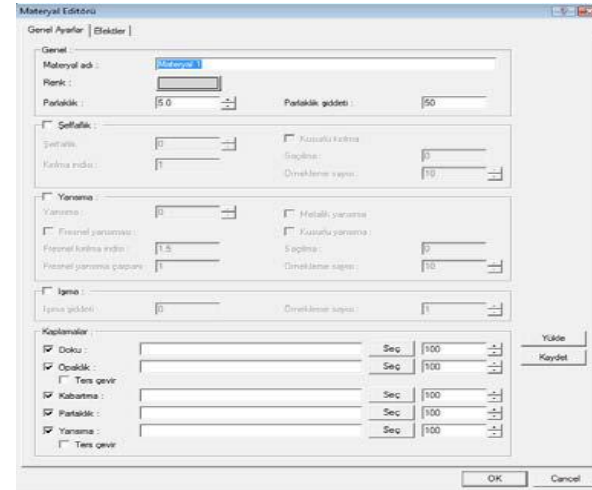 Materyal Editörü
Genel Ayarlar Efektler
Genel :
Materyal adı : Materyal 1
Renk :
Parlaklık : 5.0 Parlaklık şiddeti : 50
Şeffaflık :
Şeffaflık 0 Kusurlu kırılma
Saçılma : 0
Kırılma indisi : 1
Örnekleme sayısı : 10
Yansıma :
Yansıma : 0 Metalik yansıma
Fresnel yansıması : Kusurlu yansıma :
Fresnel kırılma indisi : 1.5 Saçılma : 0
Fresnel yansıma çarpanı : 1 Örnekleme sayısı : 10
Işıma :
Işıma şiddeti : 0 Örnekleme sayısı : 1
Kaplamalar :
Doku : Seç 100
Opaklık : Seç 100
Ters çevir
Kabartma : Seç 100
Parlaklık : Seç 100
Yansıma : Seç 100
Ters çevir
Yükle
Kaydet
OK Cancel